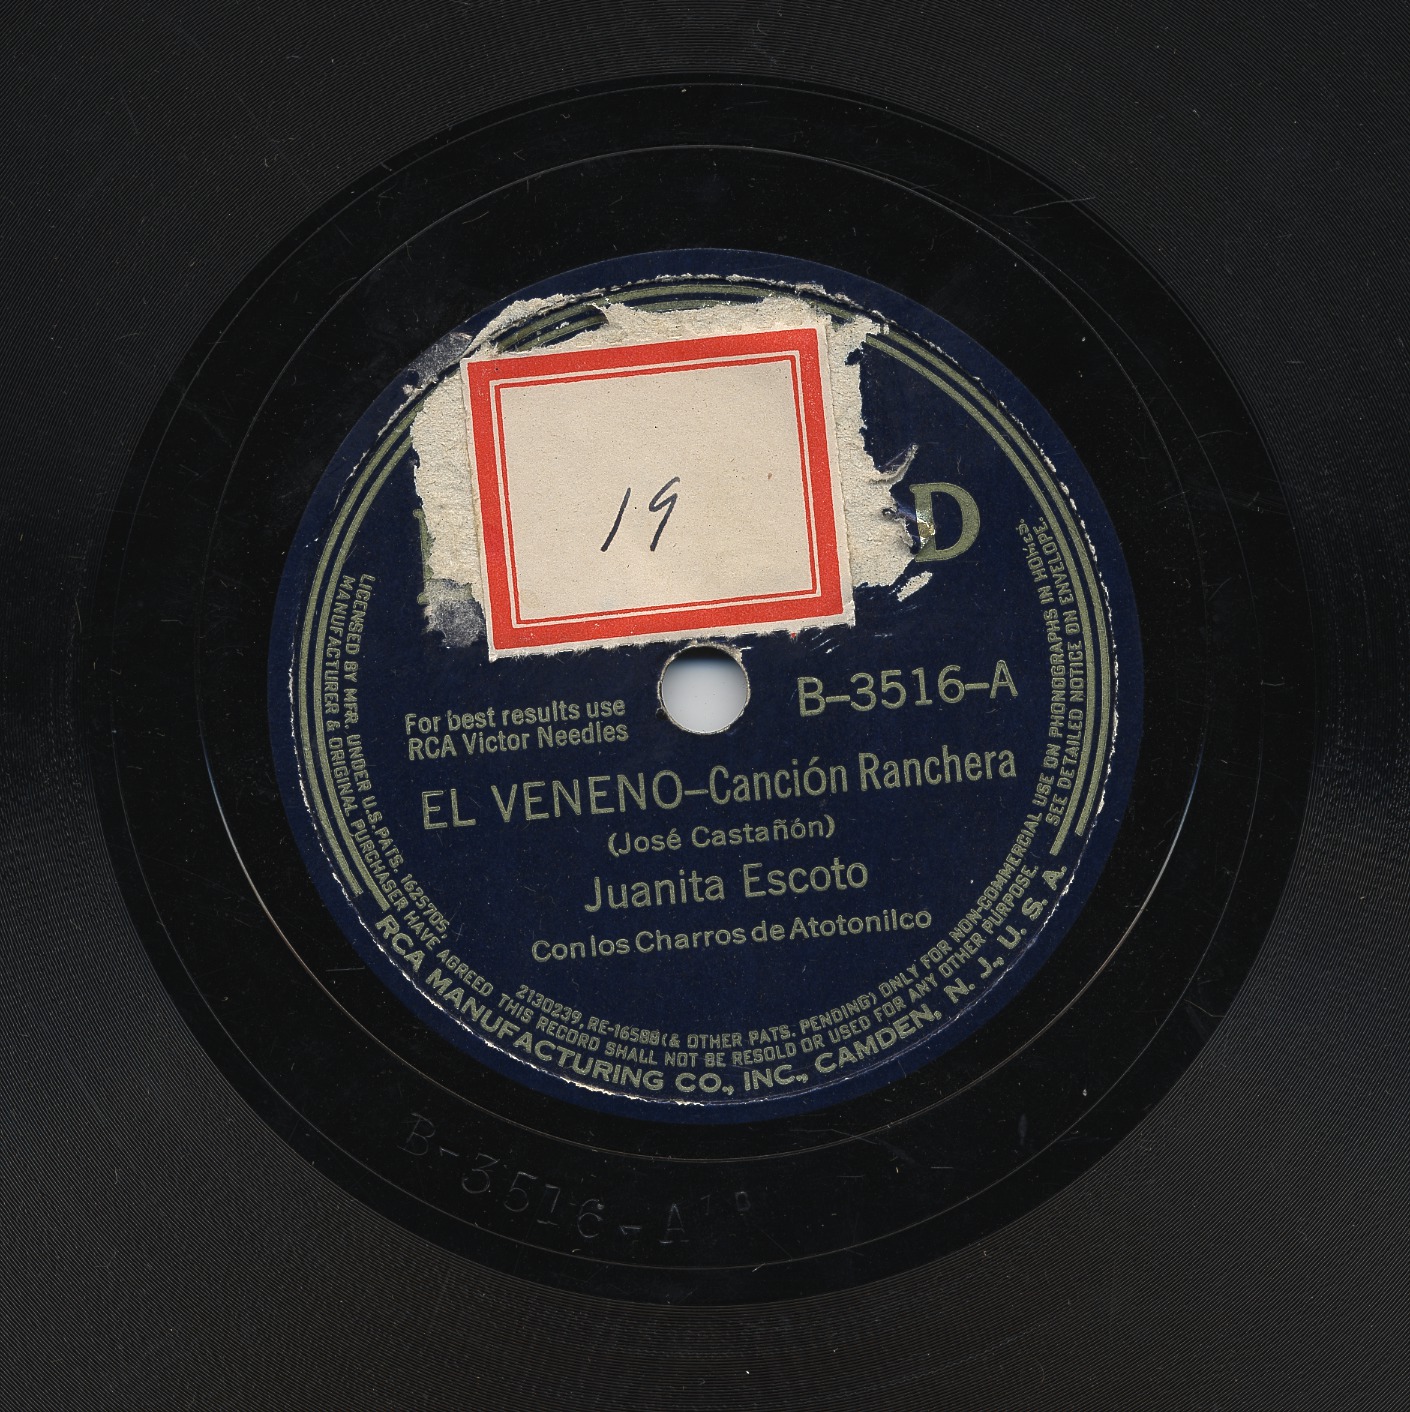 19
D
For best results use
RCA Victor Needles
B–3516–A
EL VENENO–Canción Ranchera
(José Castañón)
Juanita Escoto
Con los Charros de Atotonilco
LICENSED BY MFR. UNDER U.S. PATS. 1625705, 2130239, RE-16588 (& OTHER PATS. PENDING) ONLY FOR NON-COMMERCIAL USE ON PHONOGRAPHS IN HOMES.
MANUFACTURER & ORIGINAL PURCHASER HAVE AGREED THIS RECORD SHALL NOT BE RESOLD OR USED FOR ANY OTHER PURPOSE. SEE DETAILED NOTICE ON ENVELOPE.
RCA MANUFACTURING CO., INC., CAMDEN, N. J., U. S. A.
B-3516-A